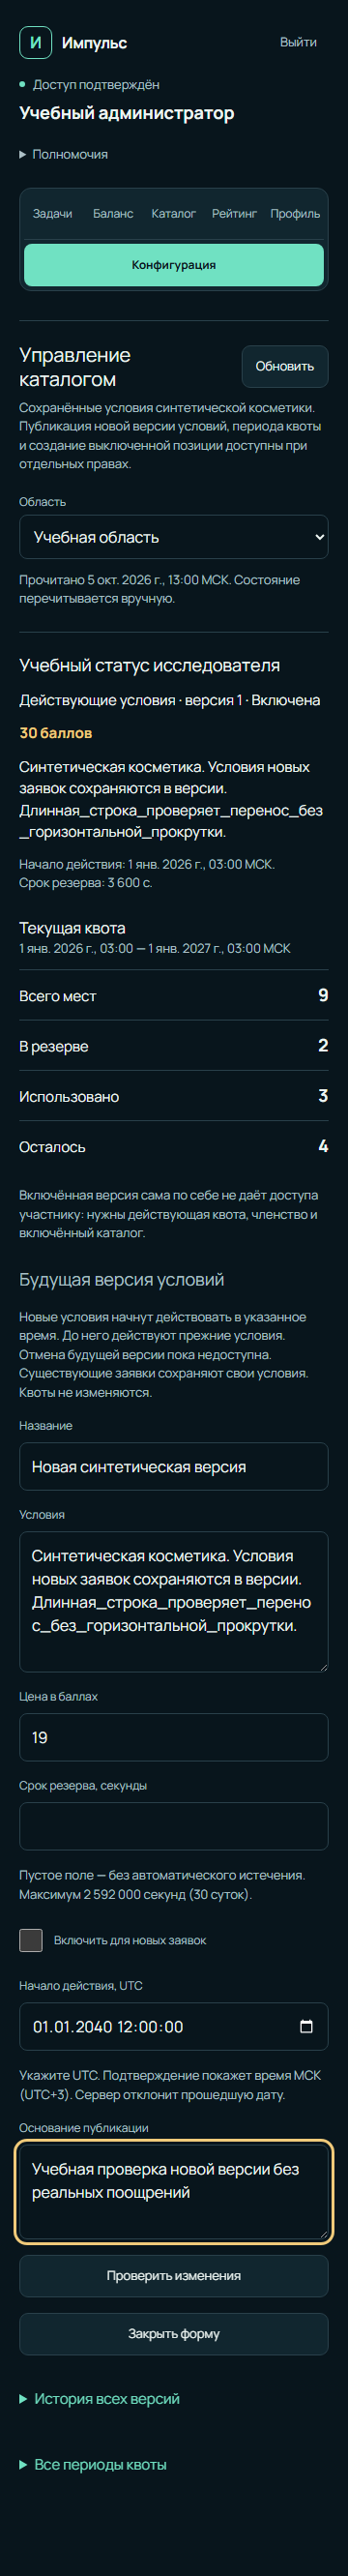 И Импульс Выйти
Доступ подтверждён
Учебный администратор
Полномочия
Задачи Баланс Каталог Рейтинг Профиль
Конфигурация
Управление
каталогом
Обновить
Сохранённые условия синтетической косметики.
Публикация новой версии условий, периода квоты
и создание выключенной позиции доступны при
отдельных правах.
Область
Учебная область
Прочитано 5 окт. 2026 г., 13:00 МСК. Состояние
перечитывается вручную.
Учебный статус исследователя
Действующие условия · версия 1 · Включена
30 баллов
Синтетическая косметика. Условия новых
заявок сохраняются в версии.
Длинная_строка_проверяет_перенос_без
_горизонтальной_прокрутки.
Начало действия: 1 янв. 2026 г., 03:00 МСК.
Срок резерва: 3 600 с.
Текущая квота
1 янв. 2026 г., 03:00 — 1 янв. 2027 г., 03:00 МСК
Всего мест 9
В резерве 2
Использовано 3
Осталось 4
Включённая версия сама по себе не даёт доступа
участнику: нужны действующая квота, членство и
включённый каталог.
Будущая версия условий
Новые условия начнут действовать в указанное
время. До него действуют прежние условия.
Отмена будущей версии пока недоступна.
Существующие заявки сохраняют свои условия.
Квоты не изменяются.
Название
Новая синтетическая версия
Условия
Синтетическая косметика. Условия
новых заявок сохраняются в версии.
Длинная_строка_проверяет_перено
с_без_горизонтальной_прокрутки.
Цена в баллах
19
Срок резерва, секунды
Пустое поле — без автоматического истечения.
Максимум 2 592 000 секунд (30 суток).
Включить для новых заявок
Начало действия, UTC
01.01.2040 12:00:00
Укажите UTC. Подтверждение покажет время МСК
(UTC+3). Сервер отклонит прошедшую дату.
Основание публикации
Учебная проверка новой версии без
реальных поощрений
Проверить изменения
Закрыть форму
История всех версий
Все периоды квоты